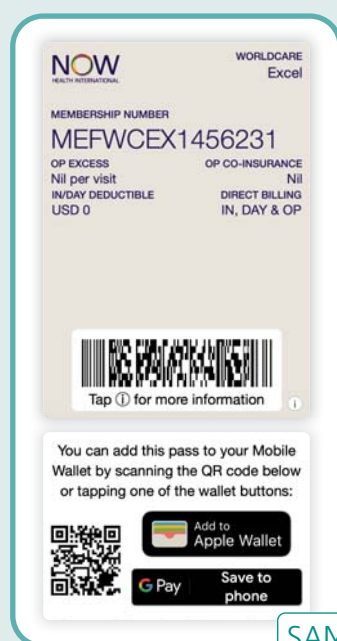 NOW
HEALTH INTERNATIONAL
WORLDCARE
Excel
MEMBERSHIP NUMBER
MEFWCEX1456231
OP EXCESS
Nil per visit
OP CO-INSURANCE
Nil
IN/DAY DEDUCTIBLE
USD 0
DIRECT BILLING
IN, DAY & OP
Tap ⓘ for more information
You can add this pass to your Mobile
Wallet by scanning the QR code below
or tapping one of the wallet buttons:
Add to
Apple Wallet
G Pay
Save to
phone
SAM